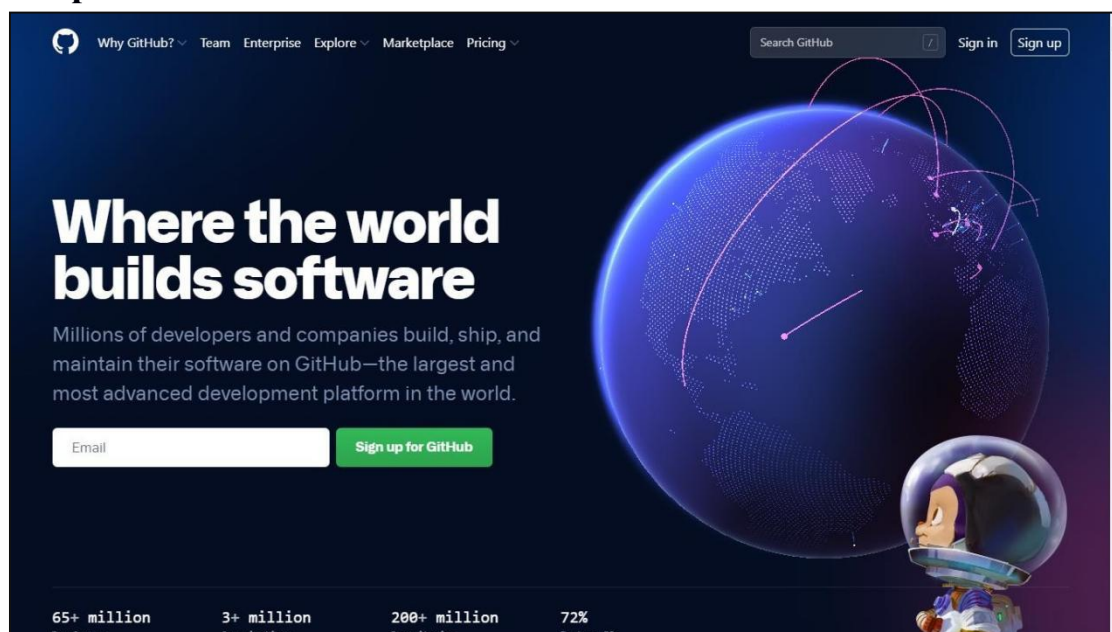 Why GitHub? Team Enterprise Explore Marketplace Pricing Search GitHub / Sign in Sign up
Where the world
builds software
Millions of developers and companies build, ship, and
maintain their software on GitHub—the largest and
most advanced development platform in the world.
Email Sign up for GitHub
65+ million 3+ million 200+ million 72%